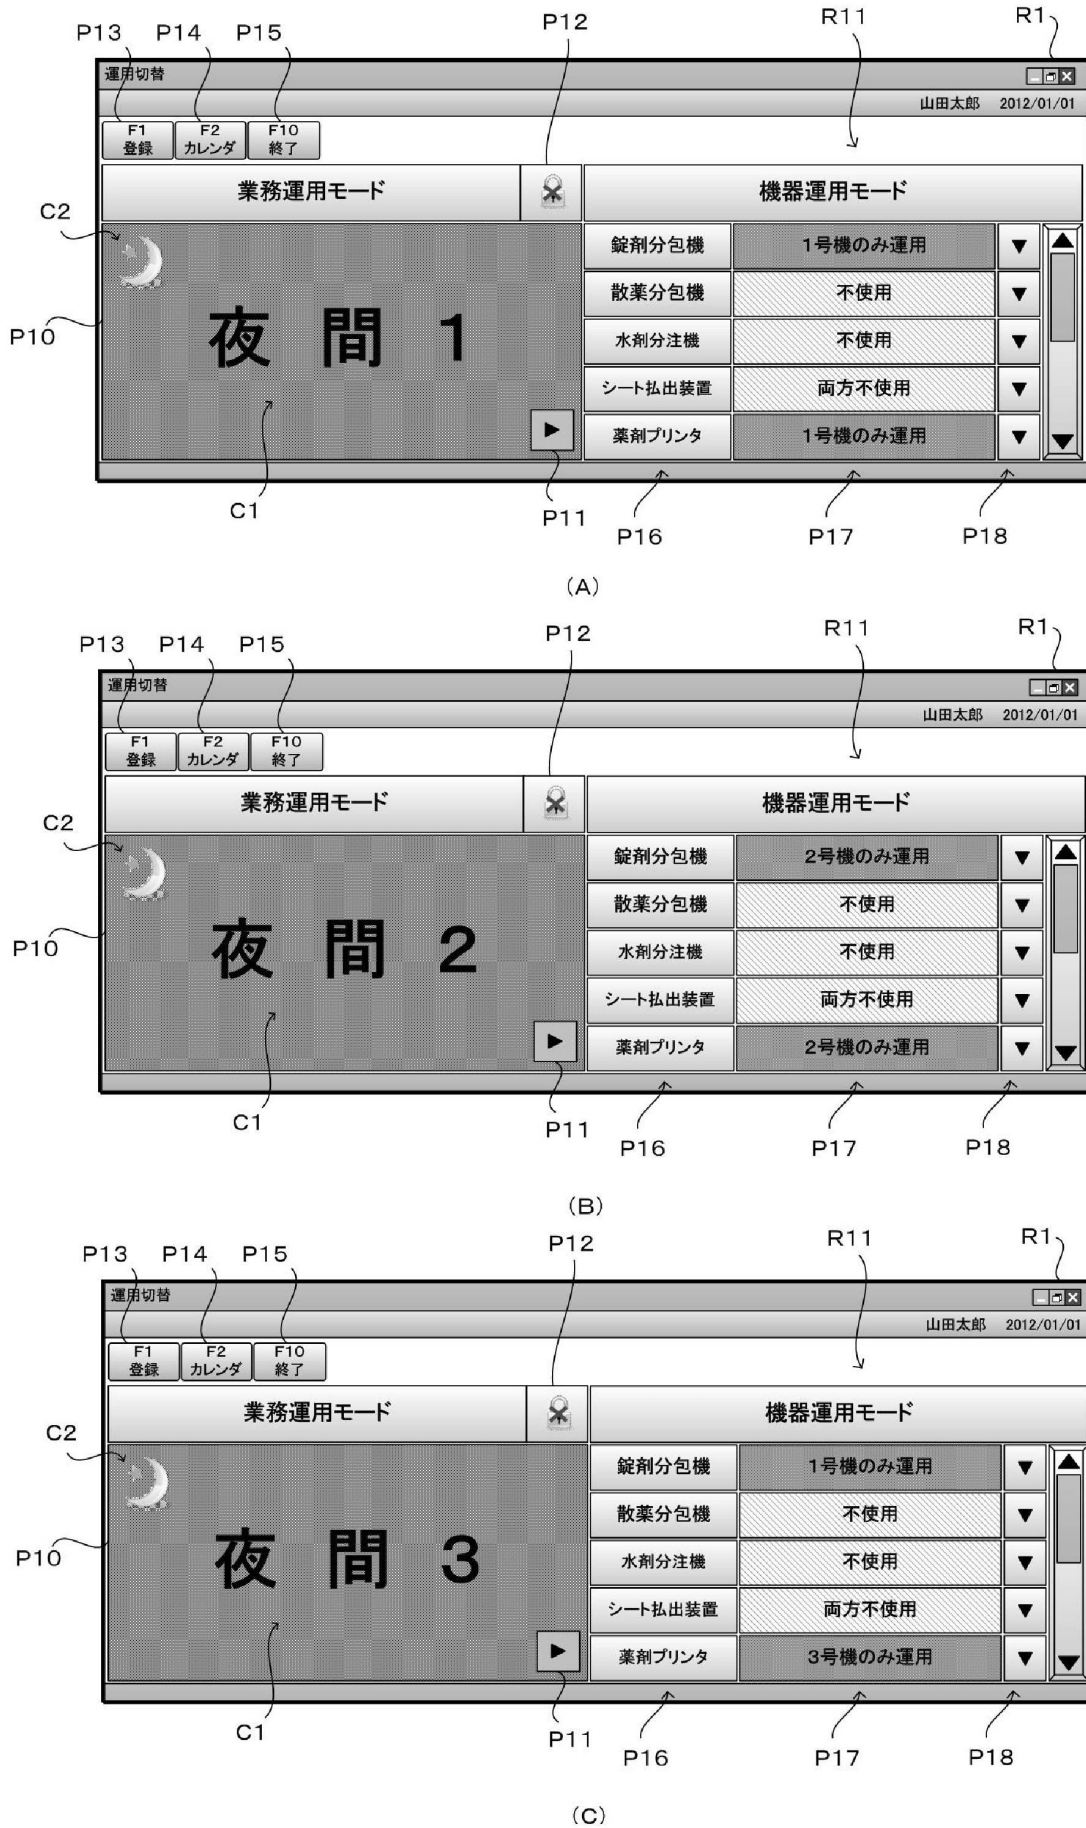 P13 P14 P15 P12 R11 R1
運用切替
山田太郎 2012/01/01
F1 F2 F10
登録 カレンダ 終了
業務運用モード 機器運用モード
C2
錠剤分包機 1号機のみ運用 ▼
散薬分包機 不使用 ▼
P10 夜間1 水剤分注機 不使用 ▼
シート払出装置 両方不使用 ▼
薬剤プリンタ 1号機のみ運用 ▼
C1 P11 P16 P17 P18
(A)
P13 P14 P15 P12 R11 R1
運用切替
山田太郎 2012/01/01
F1 F2 F10
登録 カレンダ 終了
業務運用モード 機器運用モード
C2
錠剤分包機 2号機のみ運用 ▼
散薬分包機 不使用 ▼
P10 夜間2 水剤分注機 不使用 ▼
シート払出装置 両方不使用 ▼
薬剤プリンタ 2号機のみ運用 ▼
C1 P11 P16 P17 P18
(B)
P13 P14 P15 P12 R11 R1
運用切替
山田太郎 2012/01/01
F1 F2 F10
登録 カレンダ 終了
業務運用モード 機器運用モード
C2
錠剤分包機 1号機のみ運用 ▼
散薬分包機 不使用 ▼
P10 夜間3 水剤分注機 不使用 ▼
シート払出装置 両方不使用 ▼
薬剤プリンタ 3号機のみ運用 ▼
C1 P11 P16 P17 P18
(C)